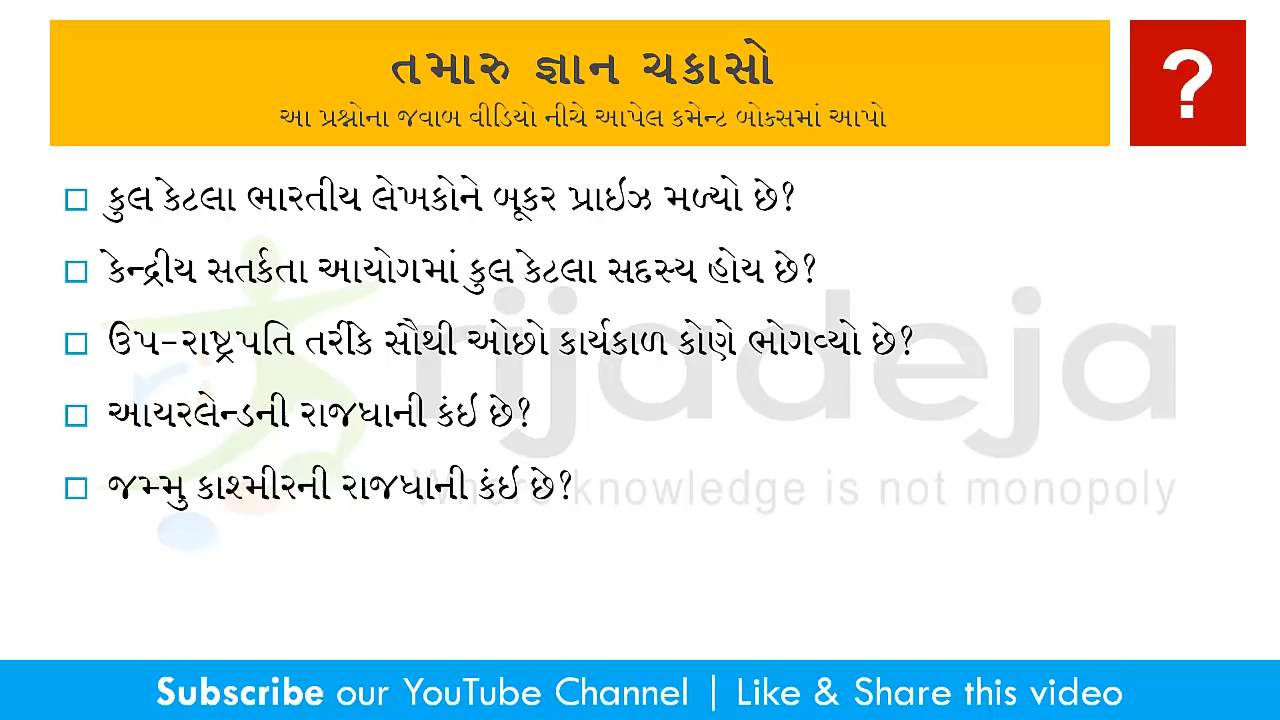 તમારુ જ્ઞાન ચકાસો
?
આ પ્રશ્નોના જવાબ વીડિયો નીચે આપેલ કમેન્ટ બોક્સમાં આપો
કુલ કેટલા ભારતીય લેખકોને બૂકર પ્રાઇઝ મળ્યો છે?
કેન્દ્રીય સતર્કતા આયોગમાં કુલ કેટલા સદસ્ય હોય છે?
ઉપ-રાષ્ટ્રપતિ તરીકે સૌથી ઓછો કાર્યકાળ કોણે ભોગવ્યો છે?
આયરલેન્ડની રાજધાની કંઇ છે?
જમ્મુ કાશ્મીરની રાજધાની કંઇ છે?
rijadeja
Where knowledge is not monopoly
Subscribe our YouTube Channel | Like & Share this video